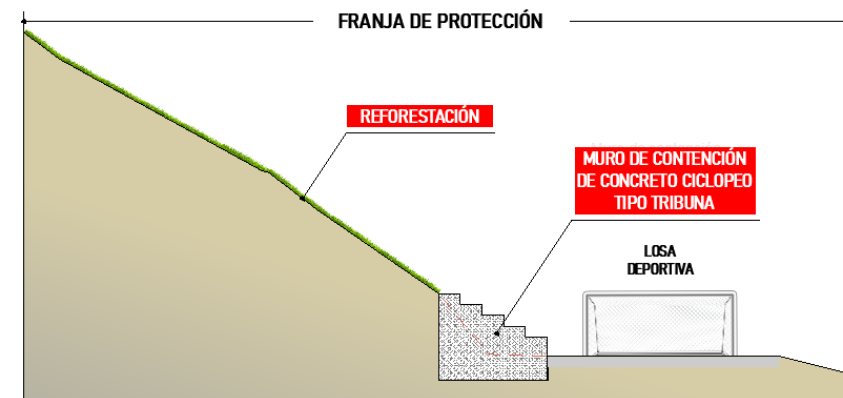 FRANJA DE PROTECCIÓN
REFORESTACIÓN
MURO DE CONTENCIÓN
DE CONCRETO CICLOPEO
TIPO TRIBUNA
LOSA
DEPORTIVA